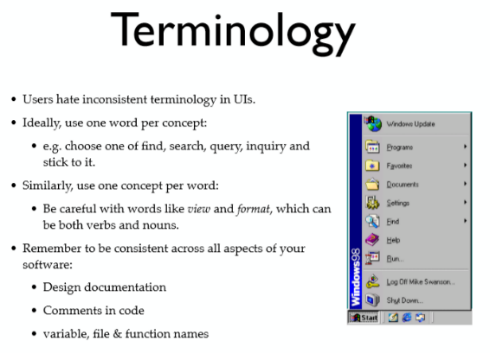 Terminology
• Users hate inconsistent terminology in UIs.
• Ideally, use one word per concept:
• e.g. choose one of find, search, query, inquiry and
stick to it.
• Similarly, use one concept per word:
• Be careful with words like view and format, which can
be both verbs and nouns.
• Remember to be consistent across all aspects of your
software:
• Design documentation
• Comments in code
• variable, file & function names
Windows Update
Programs
Favorites
Documents
Settings
Find
Help
Run...
Log Off Mike Swanson...
Shut Down...
Windows98
Start